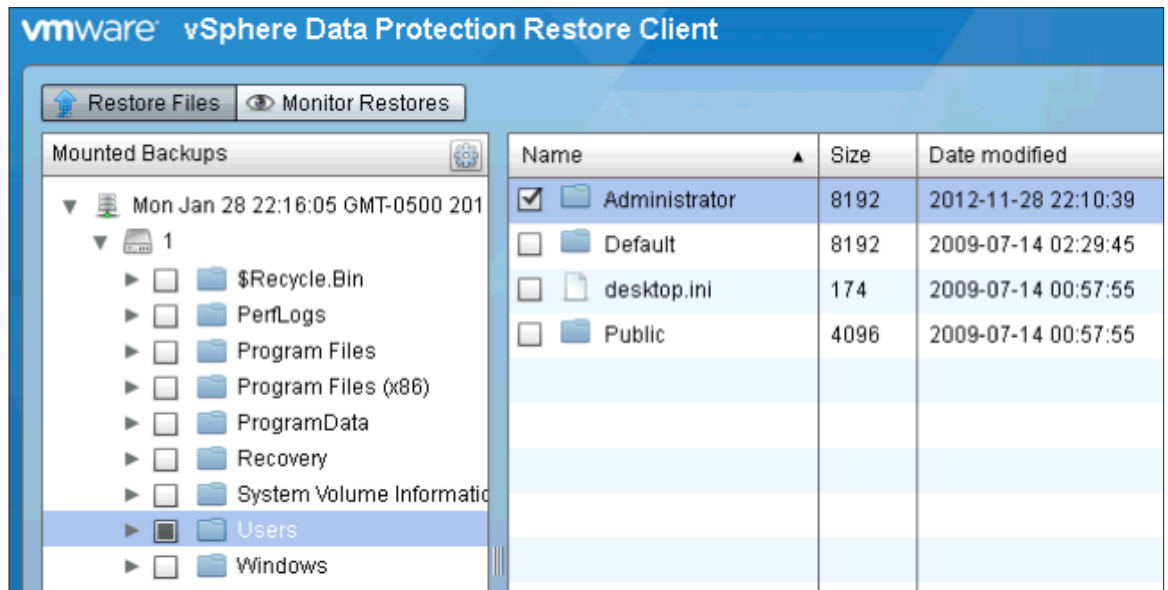 vmware vSphere Data Protection Restore Client
Restore Files Monitor Restores
Mounted Backups
Mon Jan 28 22:16:05 GMT-0500 201
1
$Recycle.Bin
PerfLogs
Program Files
Program Files (x86)
ProgramData
Recovery
System Volume Informatic
Users
Windows
Name Size Date modified
Administrator 8192 2012-11-28 22:10:39
Default 8192 2009-07-14 02:29:45
desktop.ini 174 2009-07-14 00:57:55
Public 4096 2009-07-14 00:57:55